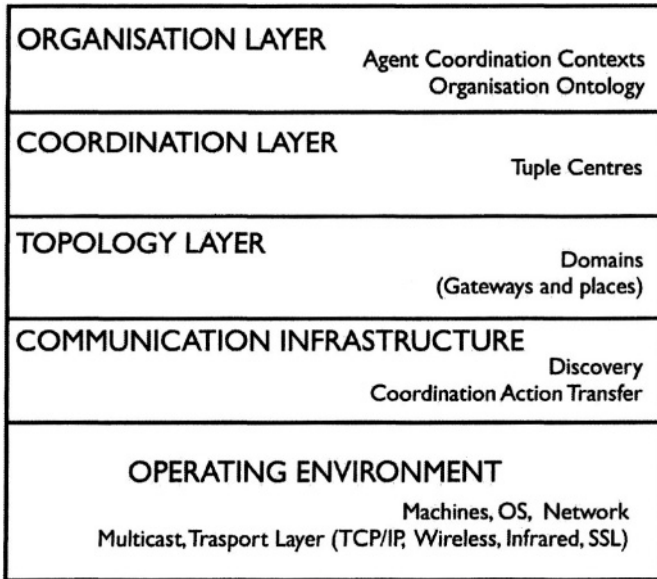 ORGANISATION LAYER
Agent Coordination Contexts
Organisation Ontology
COORDINATION LAYER
Tuple Centres
TOPOLOGY LAYER
Domains
(Gateways and places)
COMMUNICATION INFRASTRUCTURE
Discovery
Coordination Action Transfer
OPERATING ENVIRONMENT
Machines, OS, Network
Multicast, Trasport Layer (TCP/IP, Wireless, Infrared, SSL)